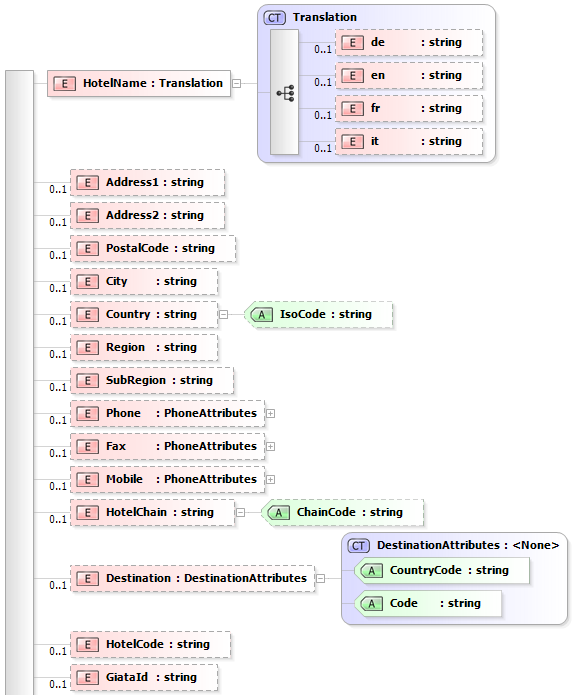 CT Translation
0..1 E de : string
0..1 E en : string
E HotelName : Translation
0..1 E fr : string
0..1 E it : string
0..1 E Address1 : string
0..1 E Address2 : string
0..1 E PostalCode : string
0..1 E City : string
0..1 E Country : string A IsoCode : string
0..1 E Region : string
0..1 E SubRegion : string
0..1 E Phone : PhoneAttributes
0..1 E Fax : PhoneAttributes
0..1 E Mobile : PhoneAttributes
0..1 E HotelChain : string A ChainCode : string
CT DestinationAttributes : <None>
A CountryCode : string
0..1 E Destination : DestinationAttributes
A Code : string
0..1 E HotelCode : string
0..1 E GiataId : string